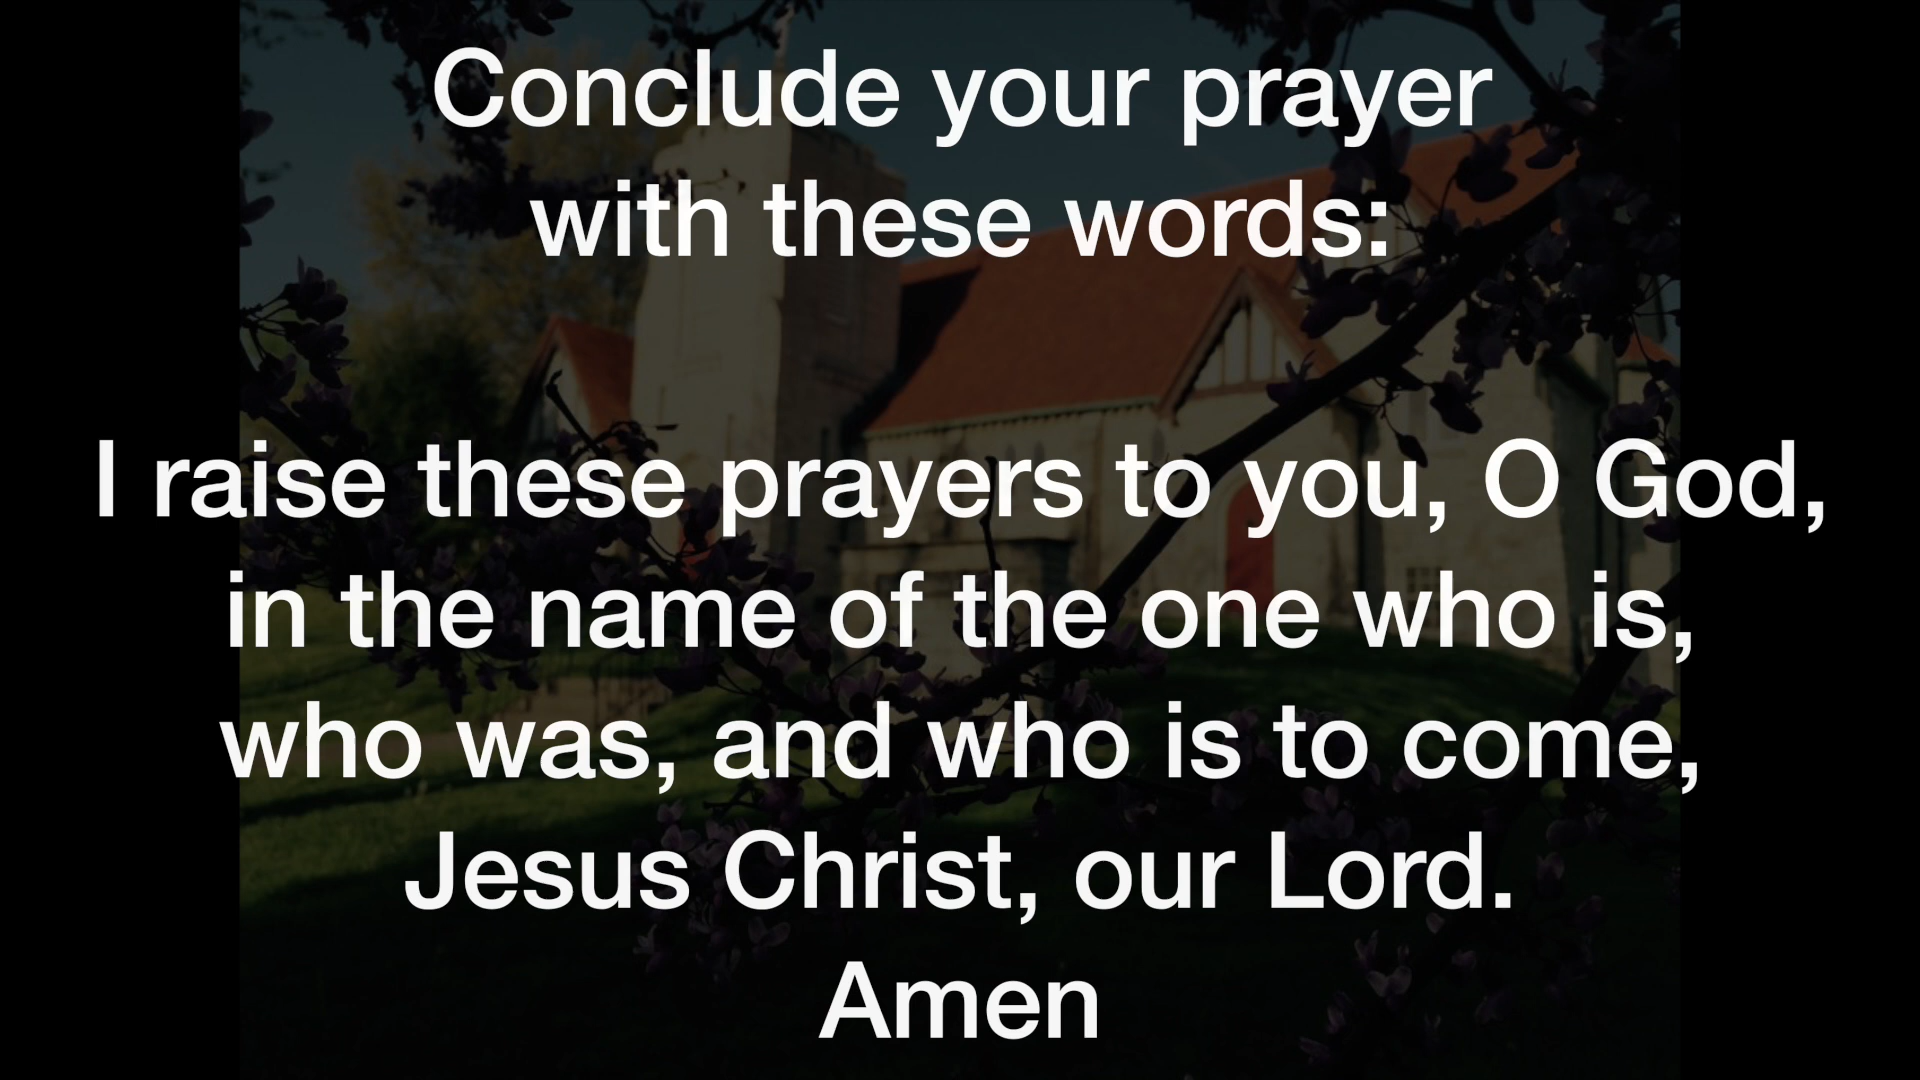 Conclude your prayer
with these words:
I raise these prayers to you, O God,
in the name of the one who is,
who was, and who is to come,
Jesus Christ, our Lord.
Amen